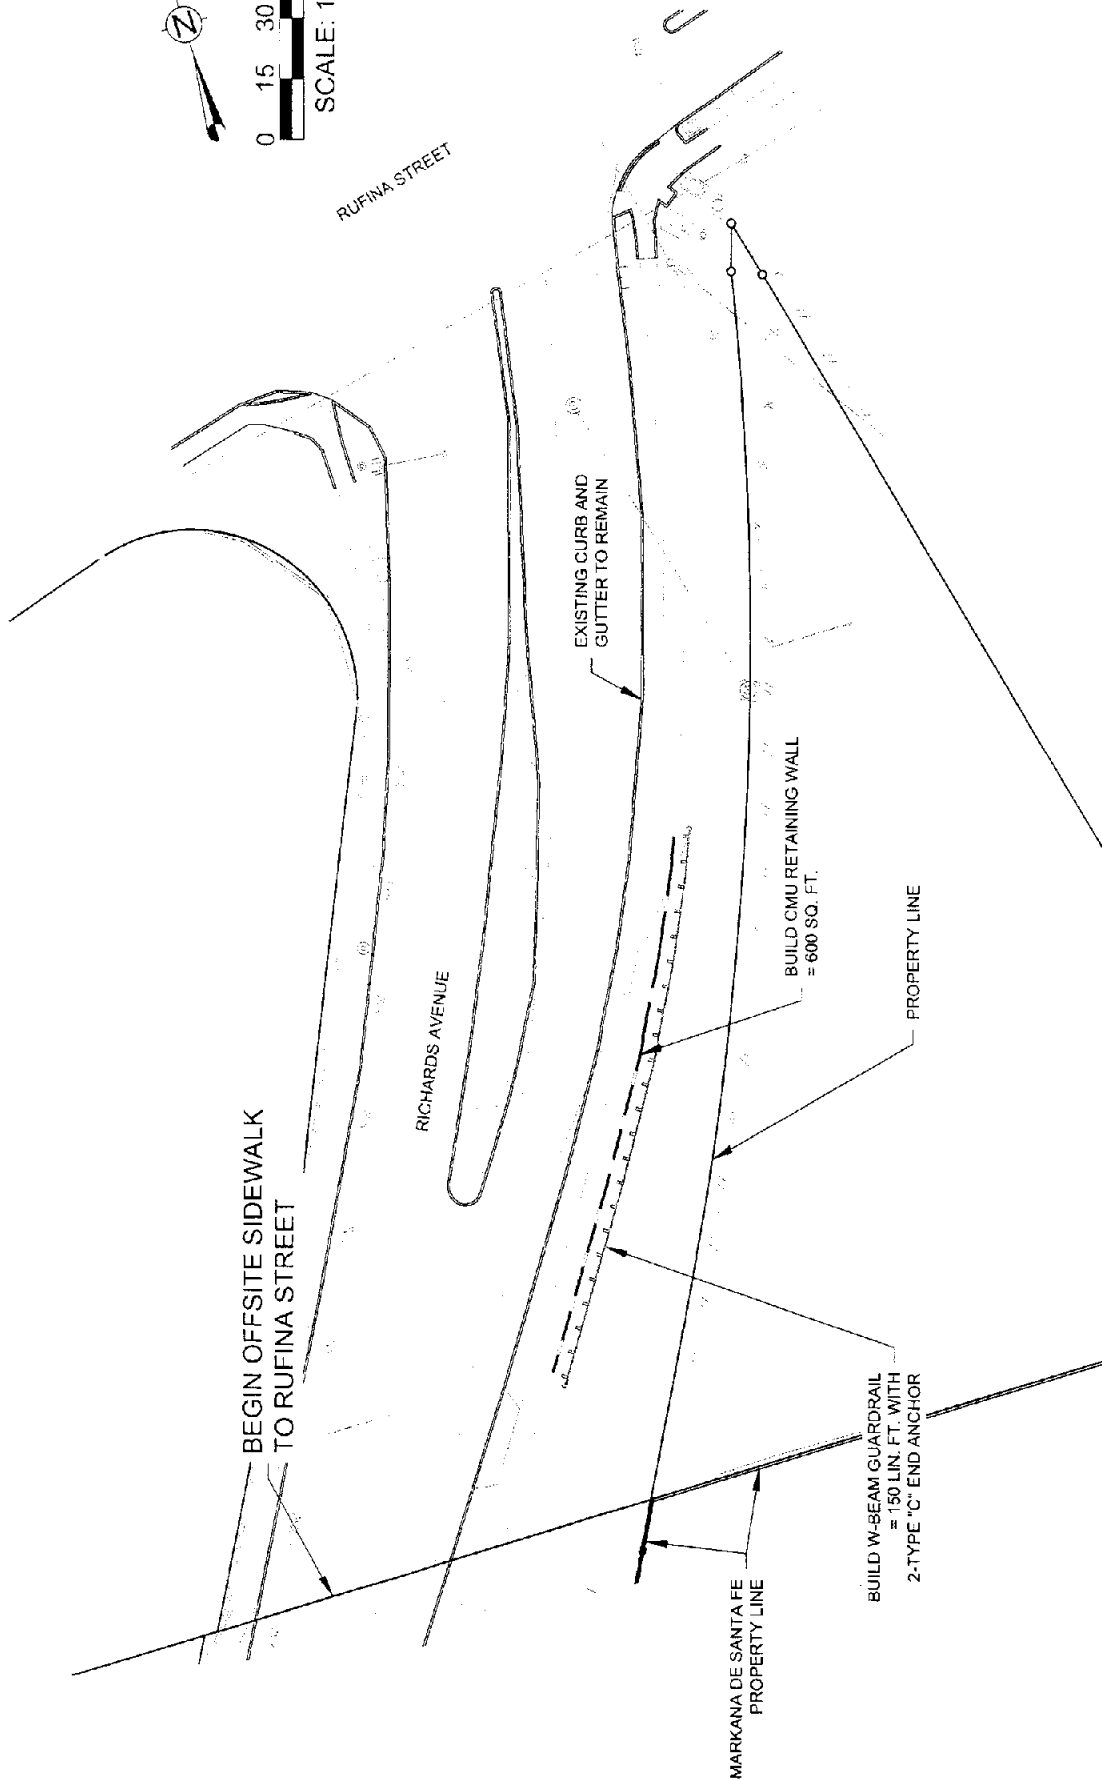 N
0 15 30
SCALE: 1
RUFINA STREET
EXISTING CURB AND
GUTTER TO REMAIN
RICHARDS AVENUE
BEGIN OFFSITE SIDEWALK
TO RUFINA STREET
BUILD CMU RETAINING WALL
= 600 SQ. FT.
PROPERTY LINE
BUILD W-BEAM GUARDRAIL
= 150 LIN. FT. WITH
2-TYPE "C" END ANCHOR
MARKANA DE SANTA FE
PROPERTY LINE